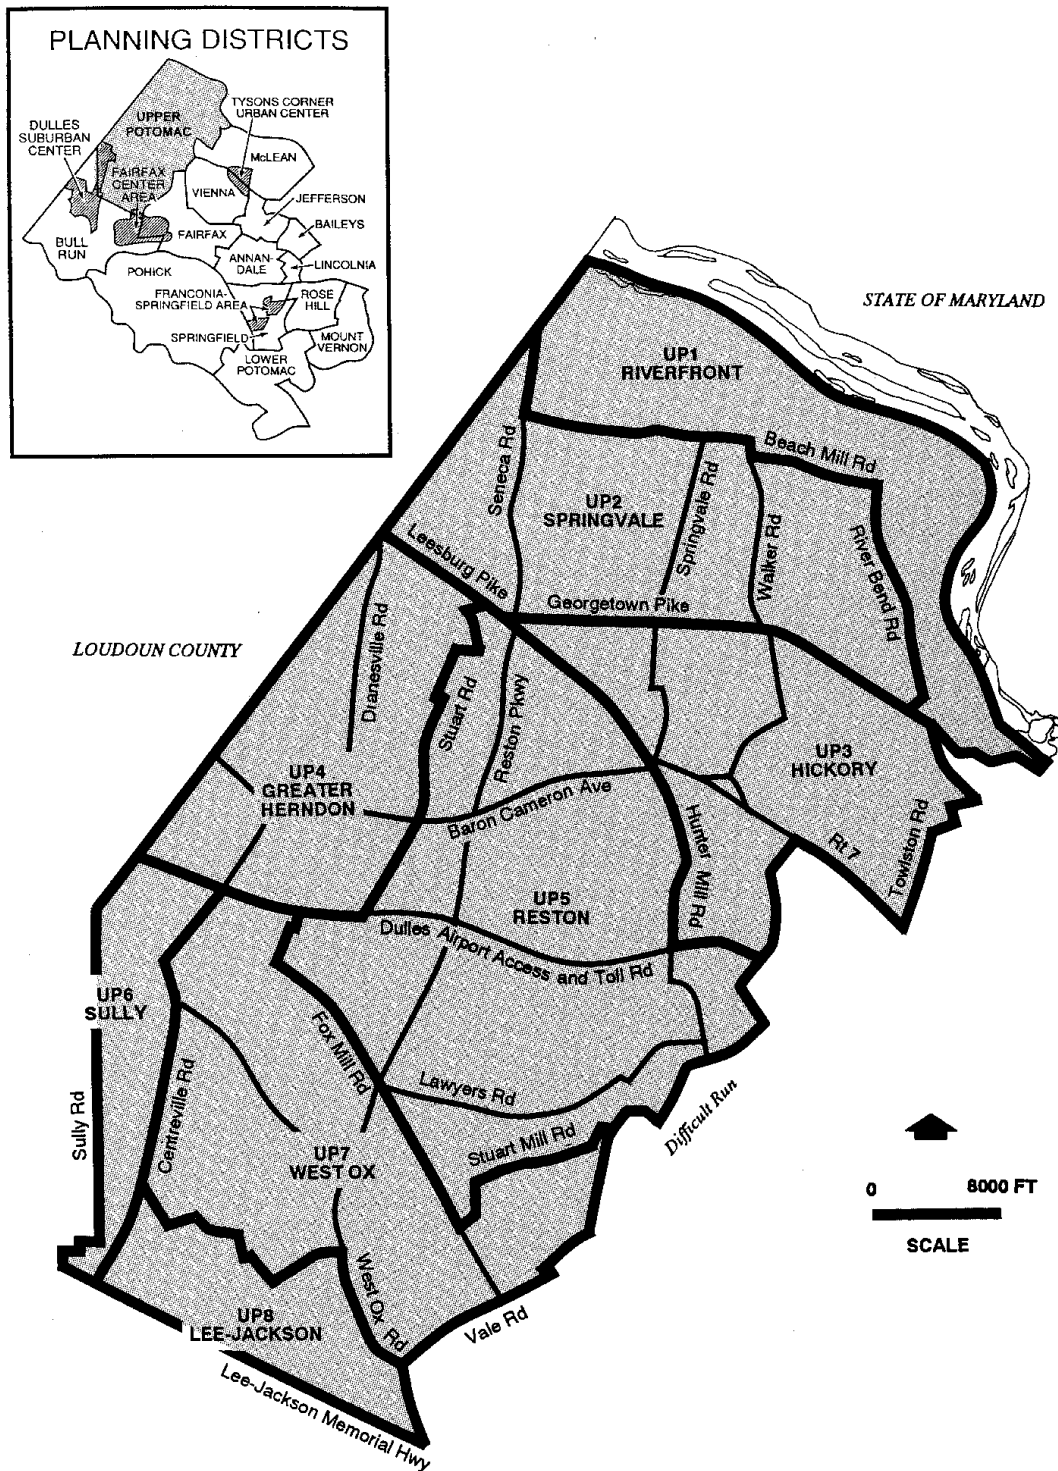 PLANNING DISTRICTS
TYSONS CORNER
URBAN CENTER
UPPER
POTOMAC
DULLES
SUBURBAN
CENTER
McLEAN
FAIRFAX
CENTER
AREA
VIENNA
JEFFERSON
BAILEYS
FAIRFAX
BULL
RUN
ANNAN-
DALE
LINCOLNIA
POHICK
FRANCONIA-
SPRINGFIELD AREA
ROSE
HILL
SPRINGFIELD
MOUNT
VERNON
LOWER
POTOMAC
STATE OF MARYLAND
UP1
RIVERFRONT
Beach Mill Rd
Seneca Rd
UP2
SPRINGVALE
Springvale Rd
Walker Rd
River Bend Rd
Leesburg Pike
Georgetown Pike
LOUDOUN COUNTY
Dranesville Rd
Stuart Rd
Reston Pkwy
UP3
HICKORY
UP4
GREATER
HERNDON
Baron Cameron Ave
Hunter Mill Rd
Rt 7
Towlston Rd
UP5
RESTON
Dulles Airport Access and Toll Rd
UP6
SULLY
Fox Mill Rd
Lawyers Rd
Centreville Rd
Sully Rd
Difficult Run
Stuart Mill Rd
UP7
WEST OX
0 8000 FT
SCALE
West Ox Rd
Vale Rd
UP8
LEE-JACKSON
Lee-Jackson Memorial Hwy